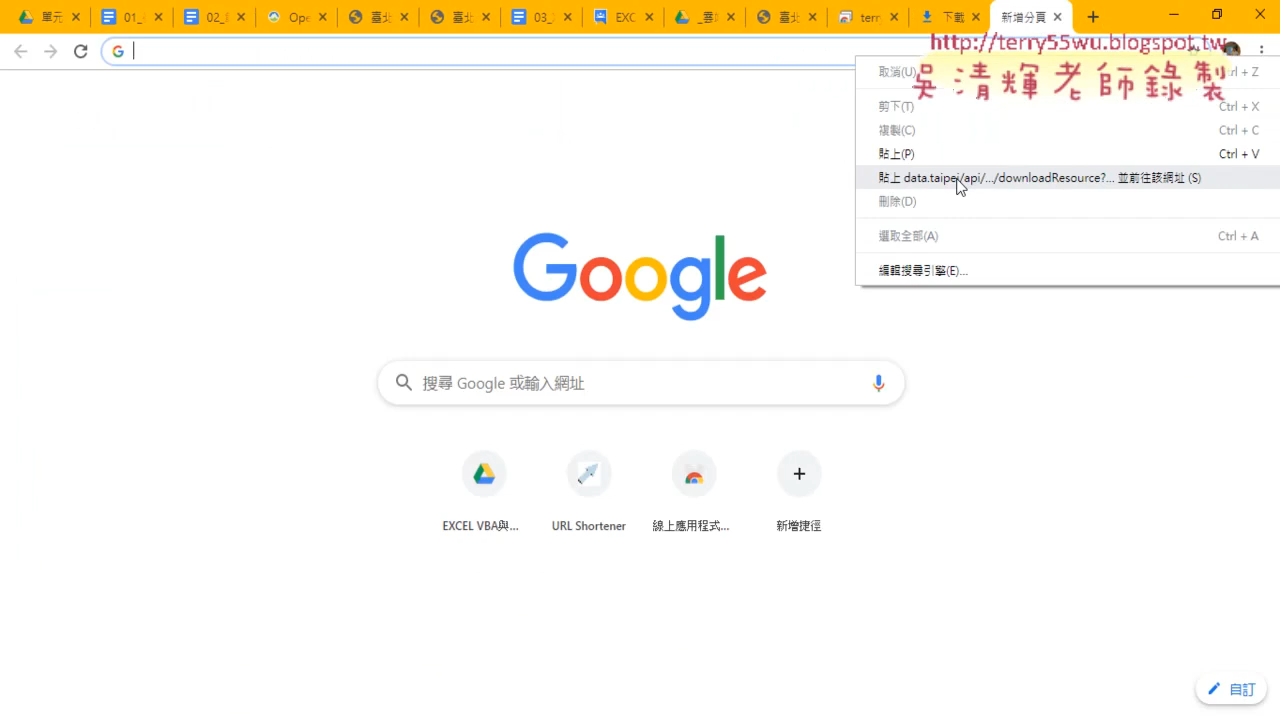 單元
01_
02_
Ope
臺北
臺北
03_
EXC
_雲端
臺北
terr
下載
新增分頁
http://terry55wu.blogspot.tw
吳清輝老師錄製
取消(U) Ctrl + Z
剪下(T) Ctrl + X
複製(C) Ctrl + C
貼上(P) Ctrl + V
貼上 data.taipei/api/.../downloadResource?... 並前往該網址 (S)
刪除(D)
選取全部(A) Ctrl + A
編輯搜尋引擎(E)...
Google
搜尋 Google 或輸入網址
EXCEL VBA與...
URL Shortener
線上應用程式...
新增捷徑
自訂